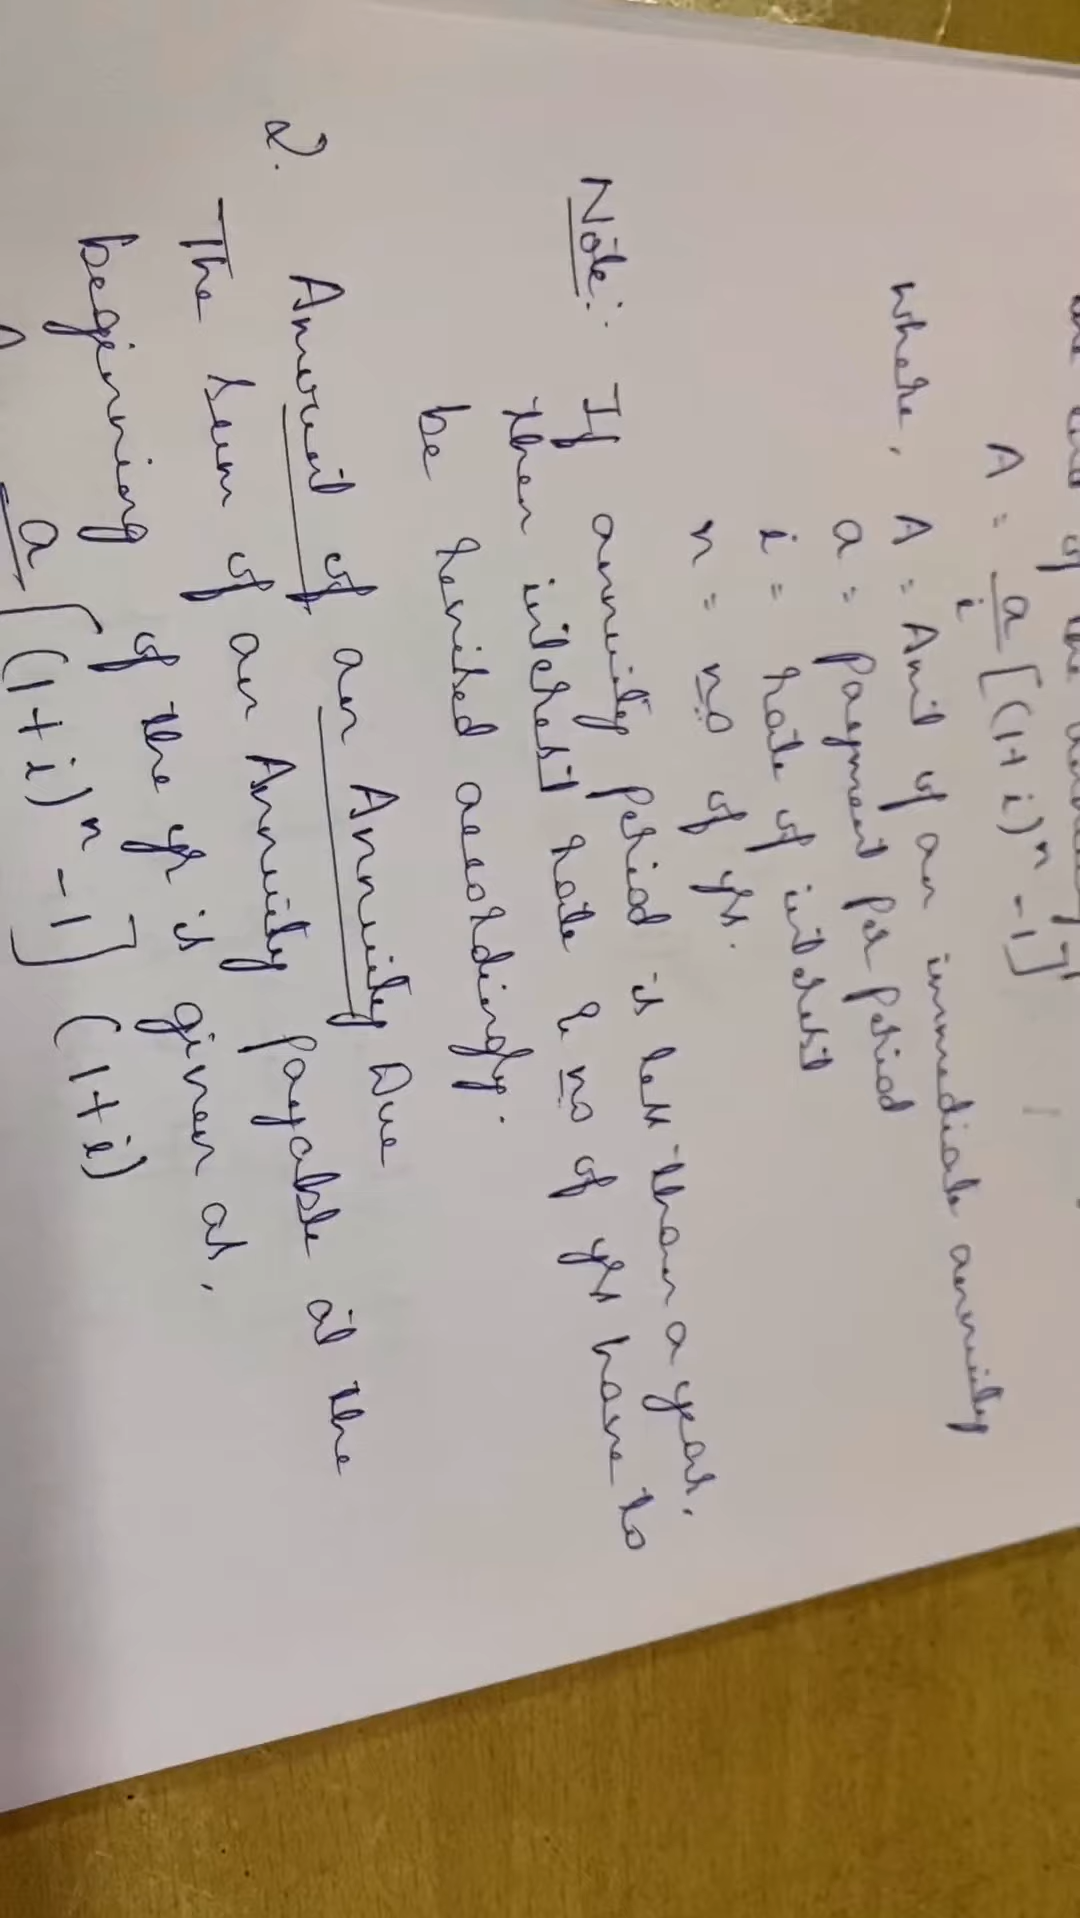 of the
A = a/i [(1+i)^n - 1]
where, A = Amt of an immediate annuity
a = payment per period
i = rate of interest
n = no of yrs.
Note: If annuity period is less than a year,
then interest rate & no of yrs have to
be revised accordingly.
2. Amount of an Annuity Due
The sum of an Annuity payable at the
beginning of the yr is given as,
a [(1+i)^n - 1] (1+i)